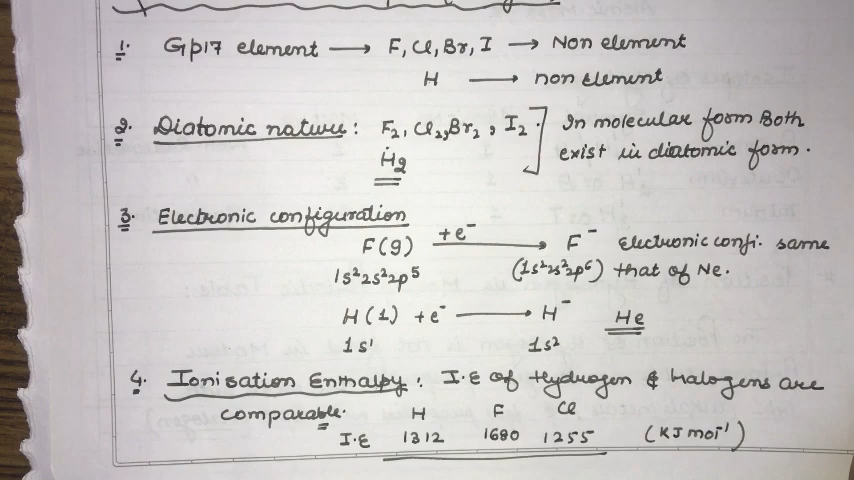 1. Gp17 element → F, Cl, Br, I → Non element
H → non element
2. Diatomic nature : F₂, Cl₂, Br₂, I₂. In molecular form Both
H₂ exist in diatomic form.
3. Electronic configuration
F(9) +e⁻ → F⁻ Electronic confi. same
1s²2s²2p⁵ (1s²2s²2p⁶) that of Ne.
H(1) +e⁻ → H⁻ He
1s¹ 1s²
4. Ionisation Enthalpy : I.E of Hydrogen & Halogens are
comparable. H F Cl
I.E 1312 1680 1255 (KJ mol⁻¹)